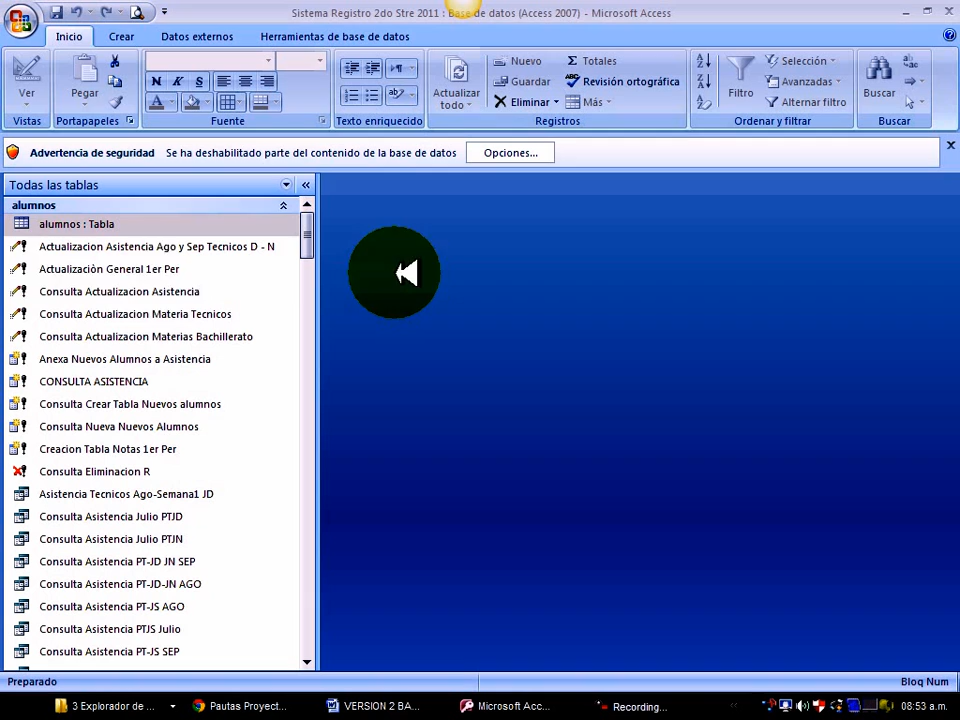 Sistema Registro 2do Stre 2011 : Base de datos (Access 2007) - Microsoft Access
Inicio Crear Datos externos Herramientas de base de datos
Ver
Vistas
Pegar
Portapapeles
N K S
A
Fuente
Texto enriquecido
Actualizar todo
Nuevo
Guardar
Eliminar
Σ Totales
Revisión ortográfica
Más
Registros
Filtro
Selección
Avanzadas
Alternar filtro
Ordenar y filtrar
Buscar
Buscar
Advertencia de seguridad Se ha deshabilitado parte del contenido de la base de datos Opciones...
Todas las tablas
alumnos
alumnos : Tabla
Actualizacion Asistencia Ago y Sep Tecnicos D - N
Actualizaciòn General 1er Per
Consulta Actualizacion Asistencia
Consulta Actualizacion Materia Tecnicos
Consulta Actualizacion Materias Bachillerato
Anexa Nuevos Alumnos a Asistencia
CONSULTA ASISTENCIA
Consulta Crear Tabla Nuevos alumnos
Consulta Nueva Nuevos Alumnos
Creacion Tabla Notas 1er Per
Consulta Eliminacion R
Asistencia Tecnicos Ago-Semana1 JD
Consulta Asistencia Julio PTJD
Consulta Asistencia Julio PTJN
Consulta Asistencia PT-JD JN SEP
Consulta Asistencia PT-JD-JN AGO
Consulta Asistencia PT-JS AGO
Consulta Asistencia PTJS Julio
Consulta Asistencia PT-JS SEP
Preparado Bloq Num
3 Explorador de ... Pautas Proyect... VERSION 2 BA... Microsoft Acc... Recording... 08:53 a.m.